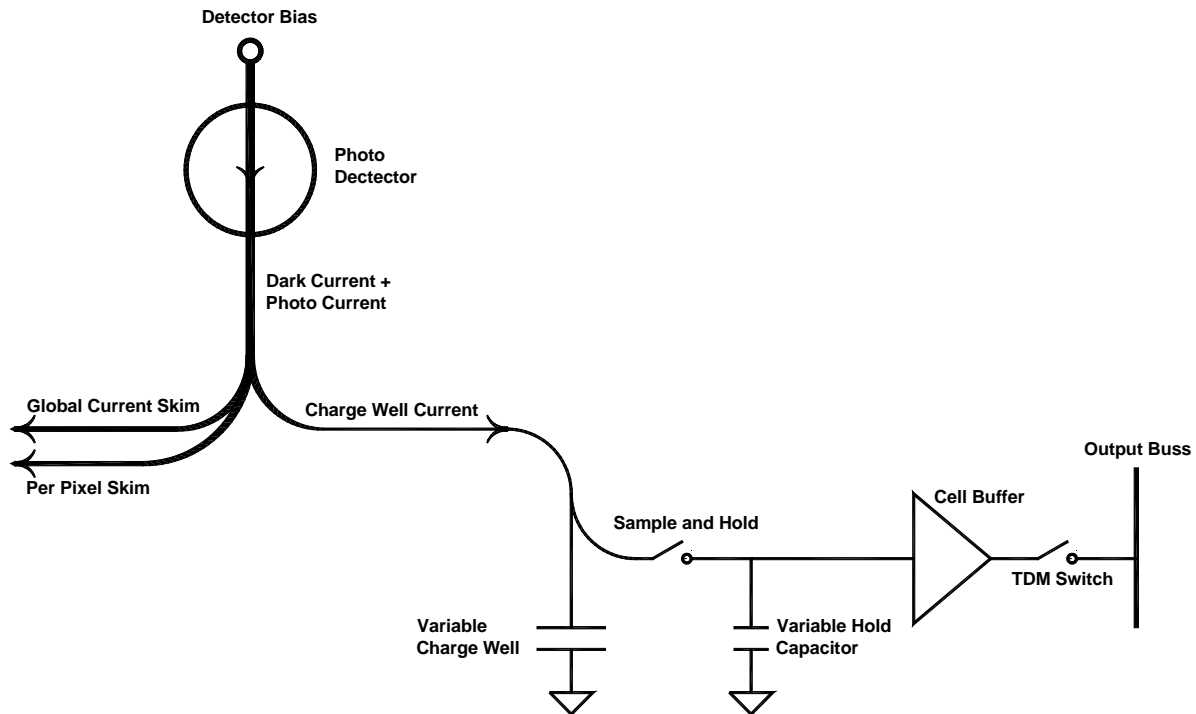 Detector Bias
Photo
Dectector
Dark Current +
Photo Current
Global Current Skim
Charge Well Current
Per Pixel Skim
Output Buss
Cell Buffer
Sample and Hold
TDM Switch
Variable
Charge Well
Variable Hold
Capacitor